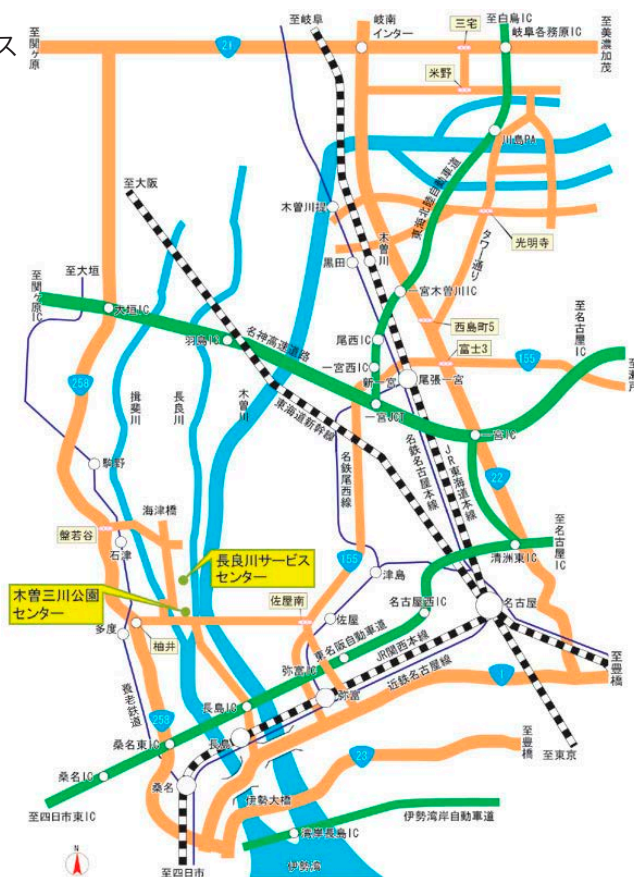 ス
至岐阜
至白鳥IC
至関ヶ原
21
岐南
インター
三宅
岐阜各務原IC
至美濃加茂
米野
川島PA
至大阪
東海北陸自動車道
木曽川堤
木曽川
黒田
タワー通り
光明寺
至大垣
至関ヶ原IC
一宮木曽川IC
大垣IC
羽島IC
名神高速道路
尾西IC
西島町5
至名古屋IC
富士3
155
一宮西IC
新一宮
尾張一宮
至瀬戸
258
揖斐川
長良川
木曽川
東海道新幹線
一宮JCT
一宮IC
名鉄尾西線
名鉄名古屋本線
JR東海道本線
22
駒野
海津橋
盤若谷
石津
長良川サービス
センター
155
津島
至名古屋IC
清洲東IC
木曽三川公園
センター
佐屋南
佐屋
名古屋西IC
名古屋
多度
柚井
東名阪自動車道
JR関西本線
近鉄名古屋線
弥富IC
弥富
1
至豊橋
養老鉄道
258
長島IC
長島
桑名東IC
23
至豊橋
至東京
桑名IC
桑名
至四日市東IC
伊勢大橋
伊勢湾岸自動車道
湾岸長島IC
伊勢湾
至四日市
N